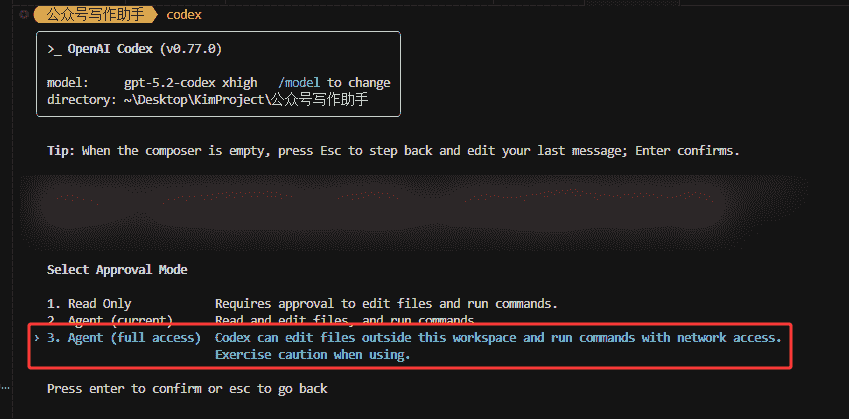 公众号写作助手 codex
>_ OpenAI Codex (v0.77.0)
model: gpt-5.2-codex xhigh /model to change
directory: ~\Desktop\KimProject\公众号写作助手
Tip: When the composer is empty, press Esc to step back and edit your last message; Enter confirms.
Select Approval Mode
1. Read Only Requires approval to edit files and run commands.
2. Agent (current) Read and edit files, and run commands.
› 3. Agent (full access) Codex can edit files outside this workspace and run commands with network access.
Exercise caution when using.
Press enter to confirm or esc to go back